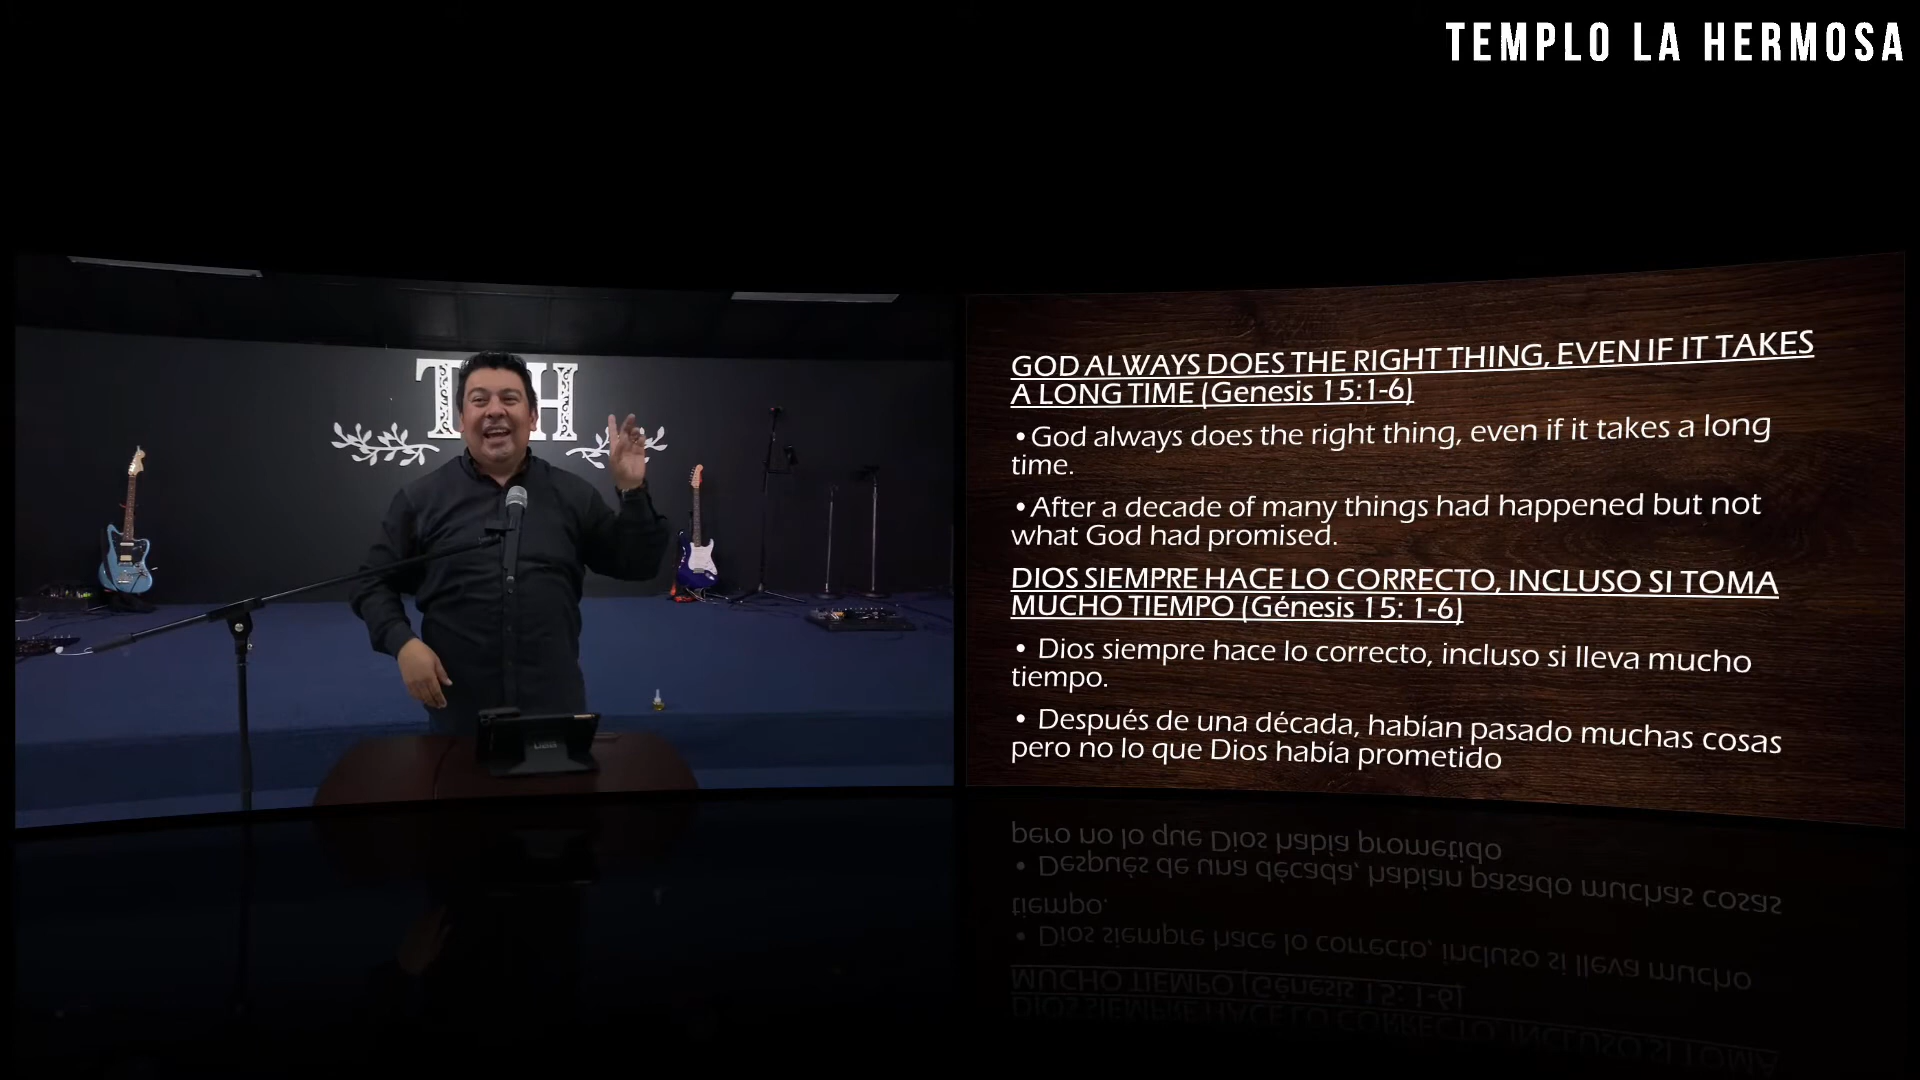 TEMPLO LA HERMOSA
T H
GOD ALWAYS DOES THE RIGHT THING, EVEN IF IT TAKES
A LONG TIME (Genesis 15:1-6)
•God always does the right thing, even if it takes a long
time.
•After a decade of many things had happened but not
what God had promised.
DIOS SIEMPRE HACE LO CORRECTO, INCLUSO SI TOMA
MUCHO TIEMPO (Génesis 15: 1-6)
• Dios siempre hace lo correcto, incluso si lleva mucho
tiempo.
• Después de una década, habían pasado muchas cosas
pero no lo que Dios había prometido